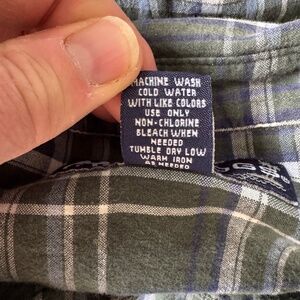 MACHINE WASH
COLD WATER
WITH LIKE COLORS
USE ONLY
NON-CHLORINE
BLEACH WHEN
NEEDED
TUMBLE DRY LOW
WARM IRON
AS NEEDED